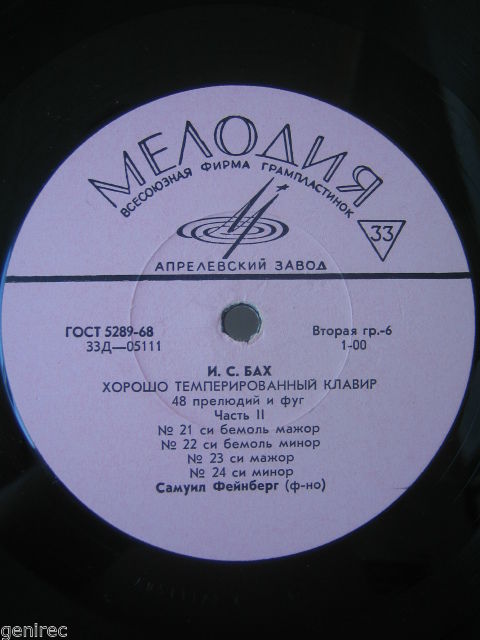 МЕЛОДИЯ
ВСЕСОЮЗНАЯ ФИРМА ГРАМПЛАСТИНОК
33
АПРЕЛЕВСКИЙ ЗАВОД
ГОСТ 5289-68 Вторая гр.-6
33Д—05111 1-00
И. С. БАХ
ХОРОШО ТЕМПЕРИРОВАННЫЙ КЛАВИР
48 прелюдий и фуг
Часть II
№ 21 си бемоль мажор
№ 22 си бемоль минор
№ 23 си мажор
№ 24 си минор
Самуил Фейнберг (ф-но)
genirec